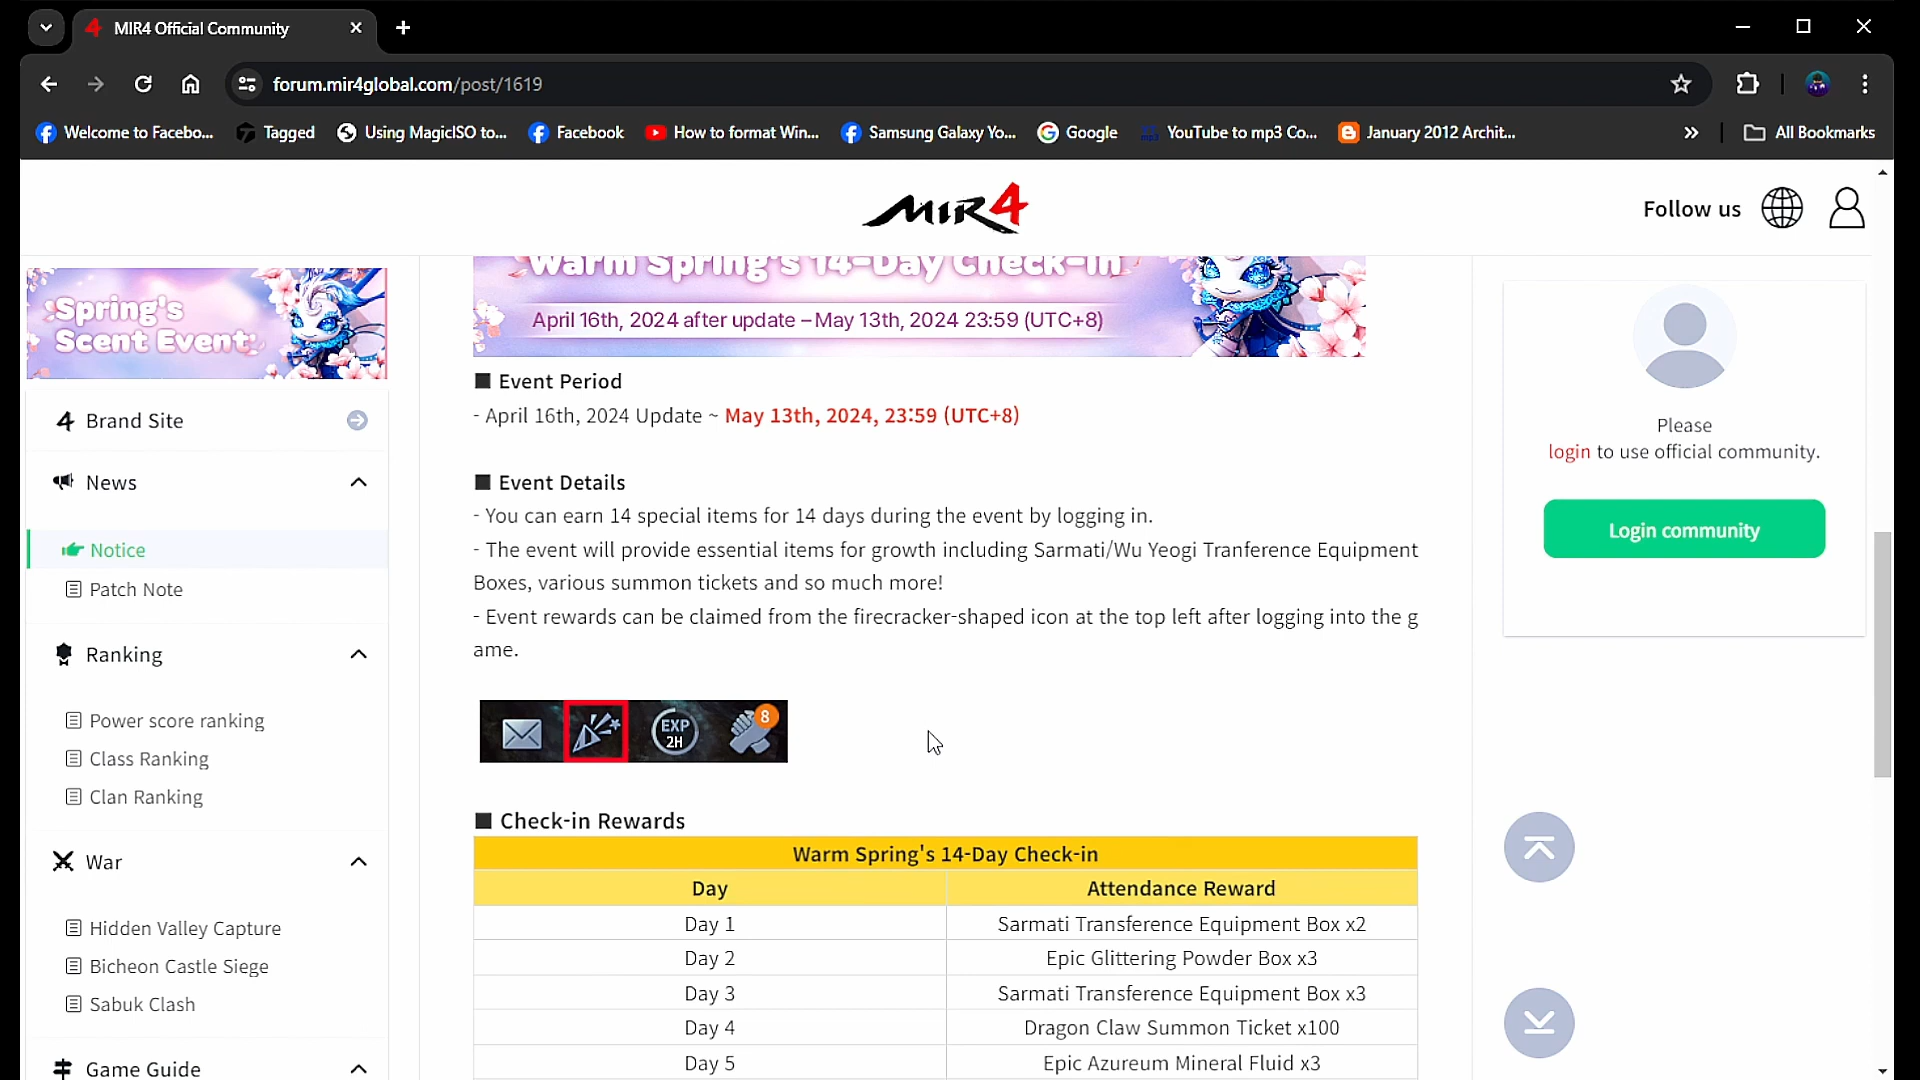 MIR4 Official Community
forum.mir4global.com/post/1619
Welcome to Facebo...
Tagged
Using MagicISO to...
Facebook
How to format Win...
Samsung Galaxy Yo...
Google
YouTube to mp3 Co...
January 2012 Archit...
All Bookmarks
MIR4
Follow us
Spring's
Scent Event
Brand Site
News
Notice
Patch Note
Ranking
Power score ranking
Class Ranking
Clan Ranking
War
Hidden Valley Capture
Bicheon Castle Siege
Sabuk Clash
Game Guide
Warm Spring's 14-Day Check-in
April 16th, 2024 after update – May 13th, 2024 23:59 (UTC+8)
■ Event Period
- April 16th, 2024 Update ~ May 13th, 2024, 23:59 (UTC+8)
■ Event Details
- You can earn 14 special items for 14 days during the event by logging in.
- The event will provide essential items for growth including Sarmati/Wu Yeogi Tranference Equipment
Boxes, various summon tickets and so much more!
- Event rewards can be claimed from the firecracker-shaped icon at the top left after logging into the g
ame.
EXP
2H
8
■ Check-in Rewards
Warm Spring's 14-Day Check-in
Day Attendance Reward
Day 1 Sarmati Transference Equipment Box x2
Day 2 Epic Glittering Powder Box x3
Day 3 Sarmati Transference Equipment Box x3
Day 4 Dragon Claw Summon Ticket x100
Day 5 Epic Azureum Mineral Fluid x3
Please
login to use official community.
Login community